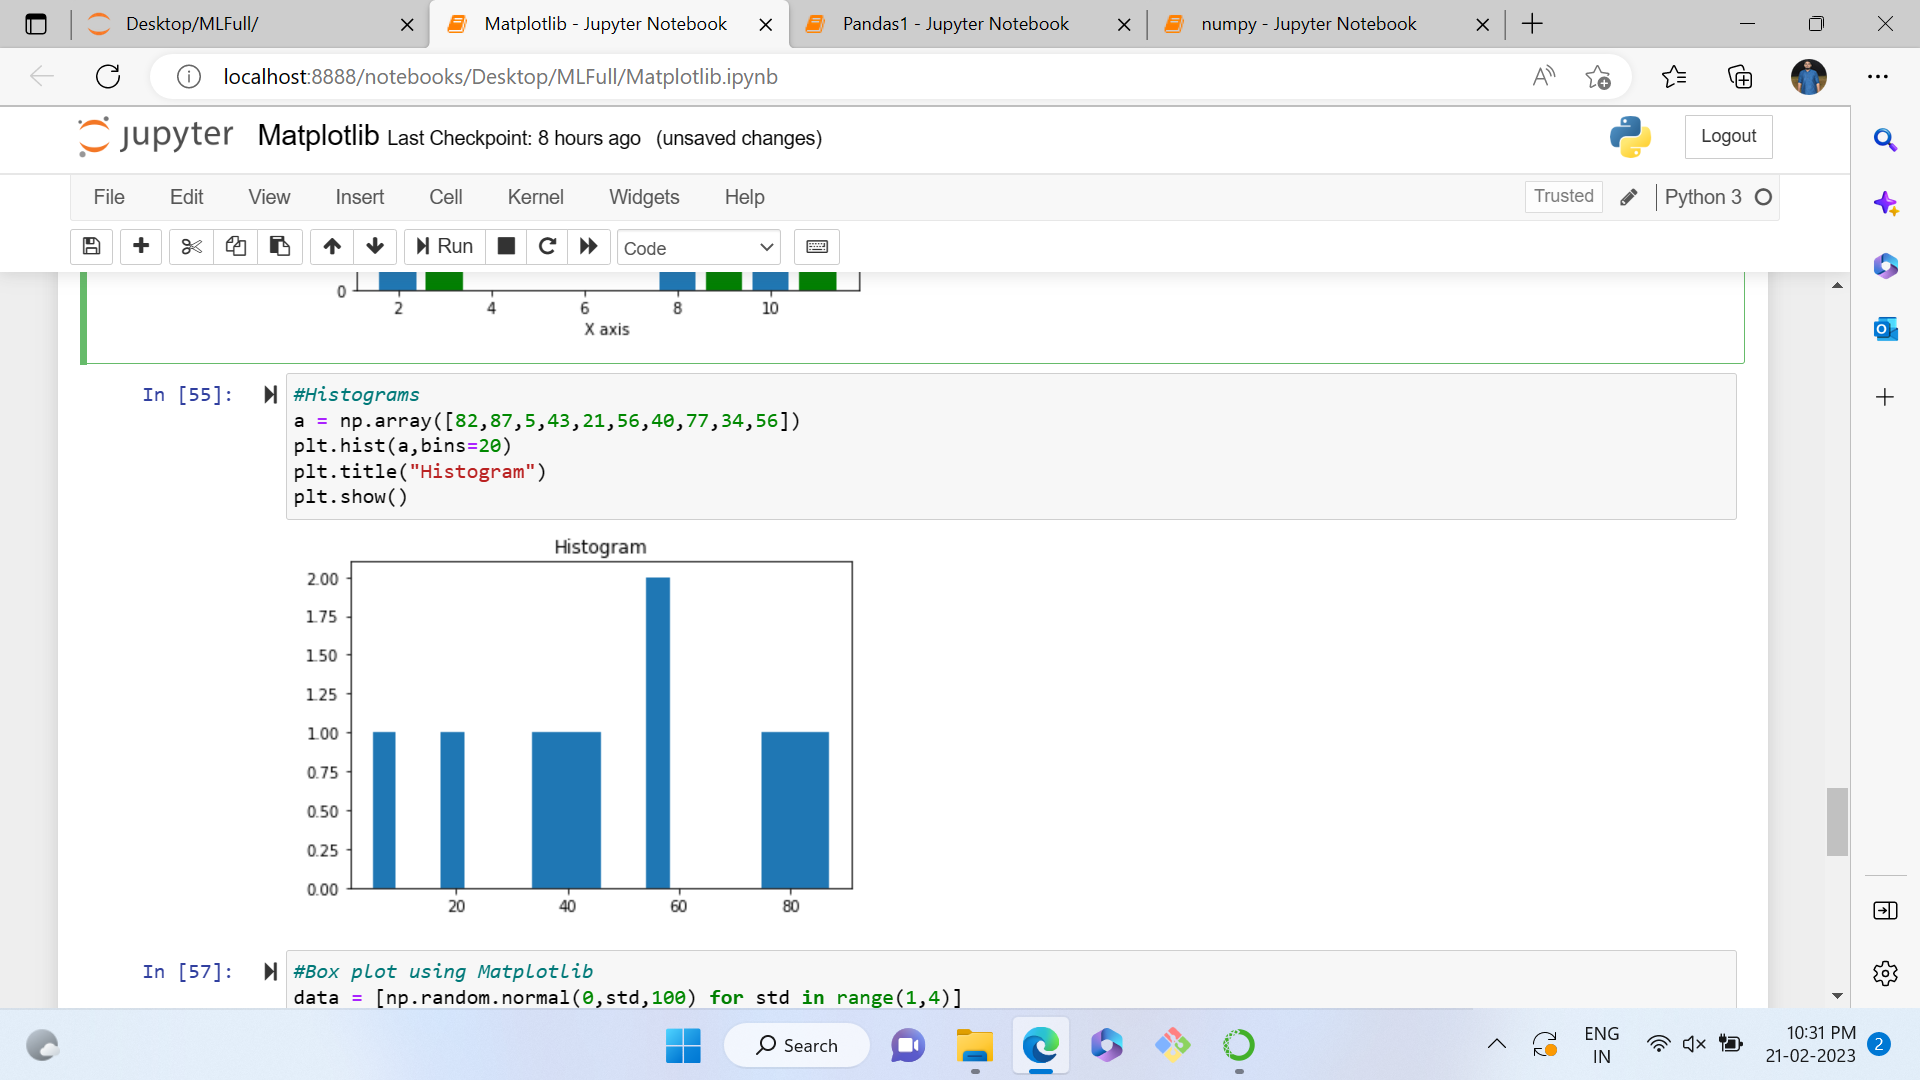 Desktop/MLFull/
Matplotlib - Jupyter Notebook
Pandas1 - Jupyter Notebook
numpy - Jupyter Notebook
localhost:8888/notebooks/Desktop/MLFull/Matplotlib.ipynb
jupyter Matplotlib Last Checkpoint: 8 hours ago (unsaved changes)
Logout
File Edit View Insert Cell Kernel Widgets Help
Trusted
Python 3
Run
Code
0
2 4 6 8 10
X axis
In [55]:
#Histograms
a = np.array([82,87,5,43,21,56,40,77,34,56])
plt.hist(a,bins=20)
plt.title("Histogram")
plt.show()
Histogram
2.00
1.75
1.50
1.25
1.00
0.75
0.50
0.25
0.00
20 40 60 80
In [57]:
#Box plot using Matplotlib
data = [np.random.normal(0,std,100) for std in range(1,4)]
Search
ENG
IN
10:31 PM
21-02-2023
2